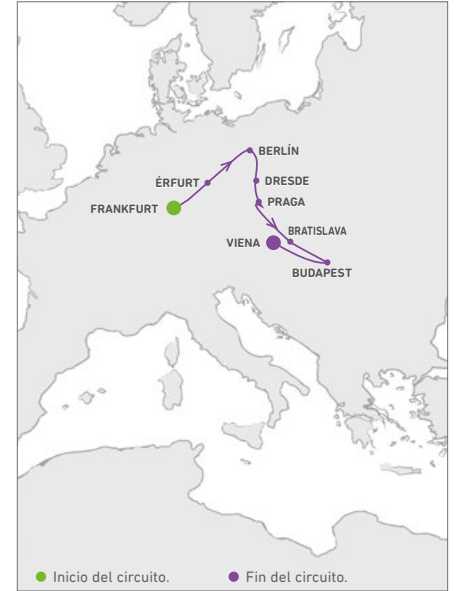 BERLÍN
ÉRFURT
DRESDE
FRANKFURT
PRAGA
BRATISLAVA
VIENA
BUDAPEST
Inicio del circuito.
Fin del circuito.